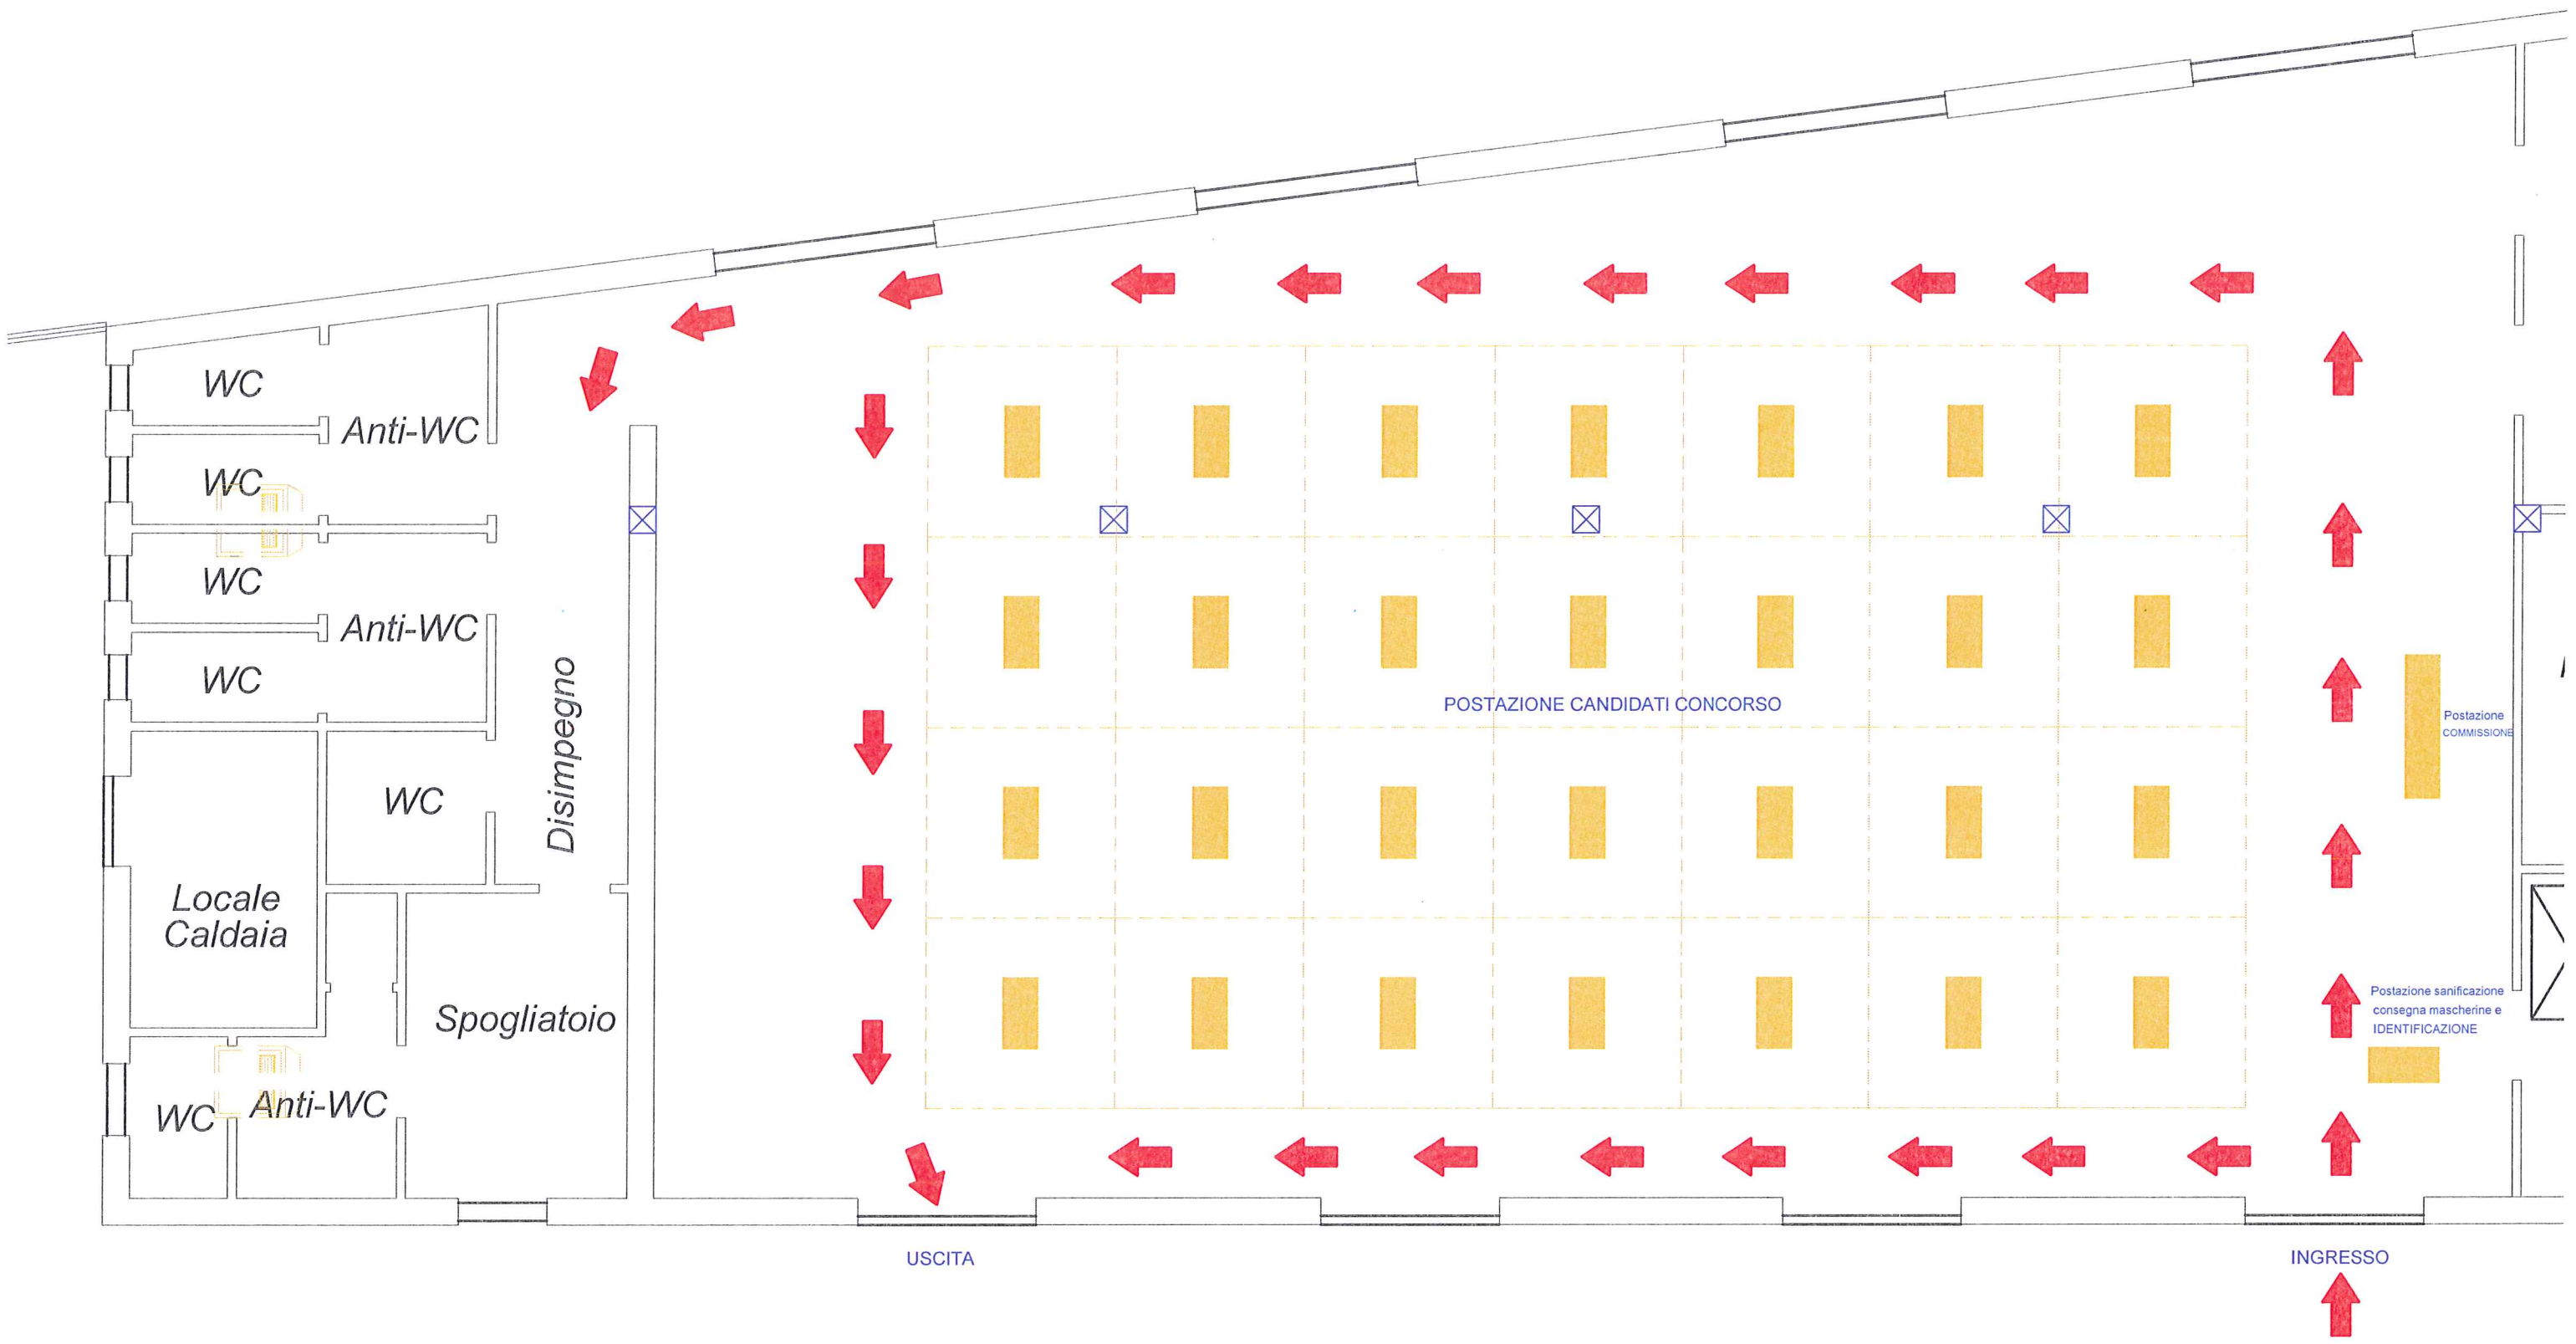 WC
Anti-WC
WC
WC
Anti-WC
WC
Disimpegno
WC
Locale
Caldaia
Spogliatoio
WC
Anti-WC
POSTAZIONE CANDIDATI CONCORSO
Postazione
COMMISSIONE
Postazione sanificazione
consegna mascherine e
IDENTIFICAZIONE
USCITA
INGRESSO